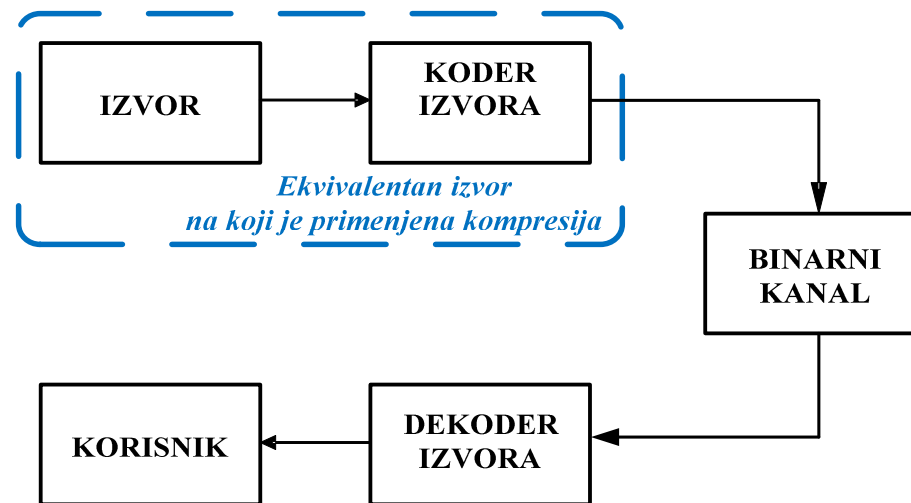 IZVOR
KODER
IZVORA
Ekvivalentan izvor
na koji je primenjena kompresija
BINARNI
KANAL
DEKODER
IZVORA
KORISNIK